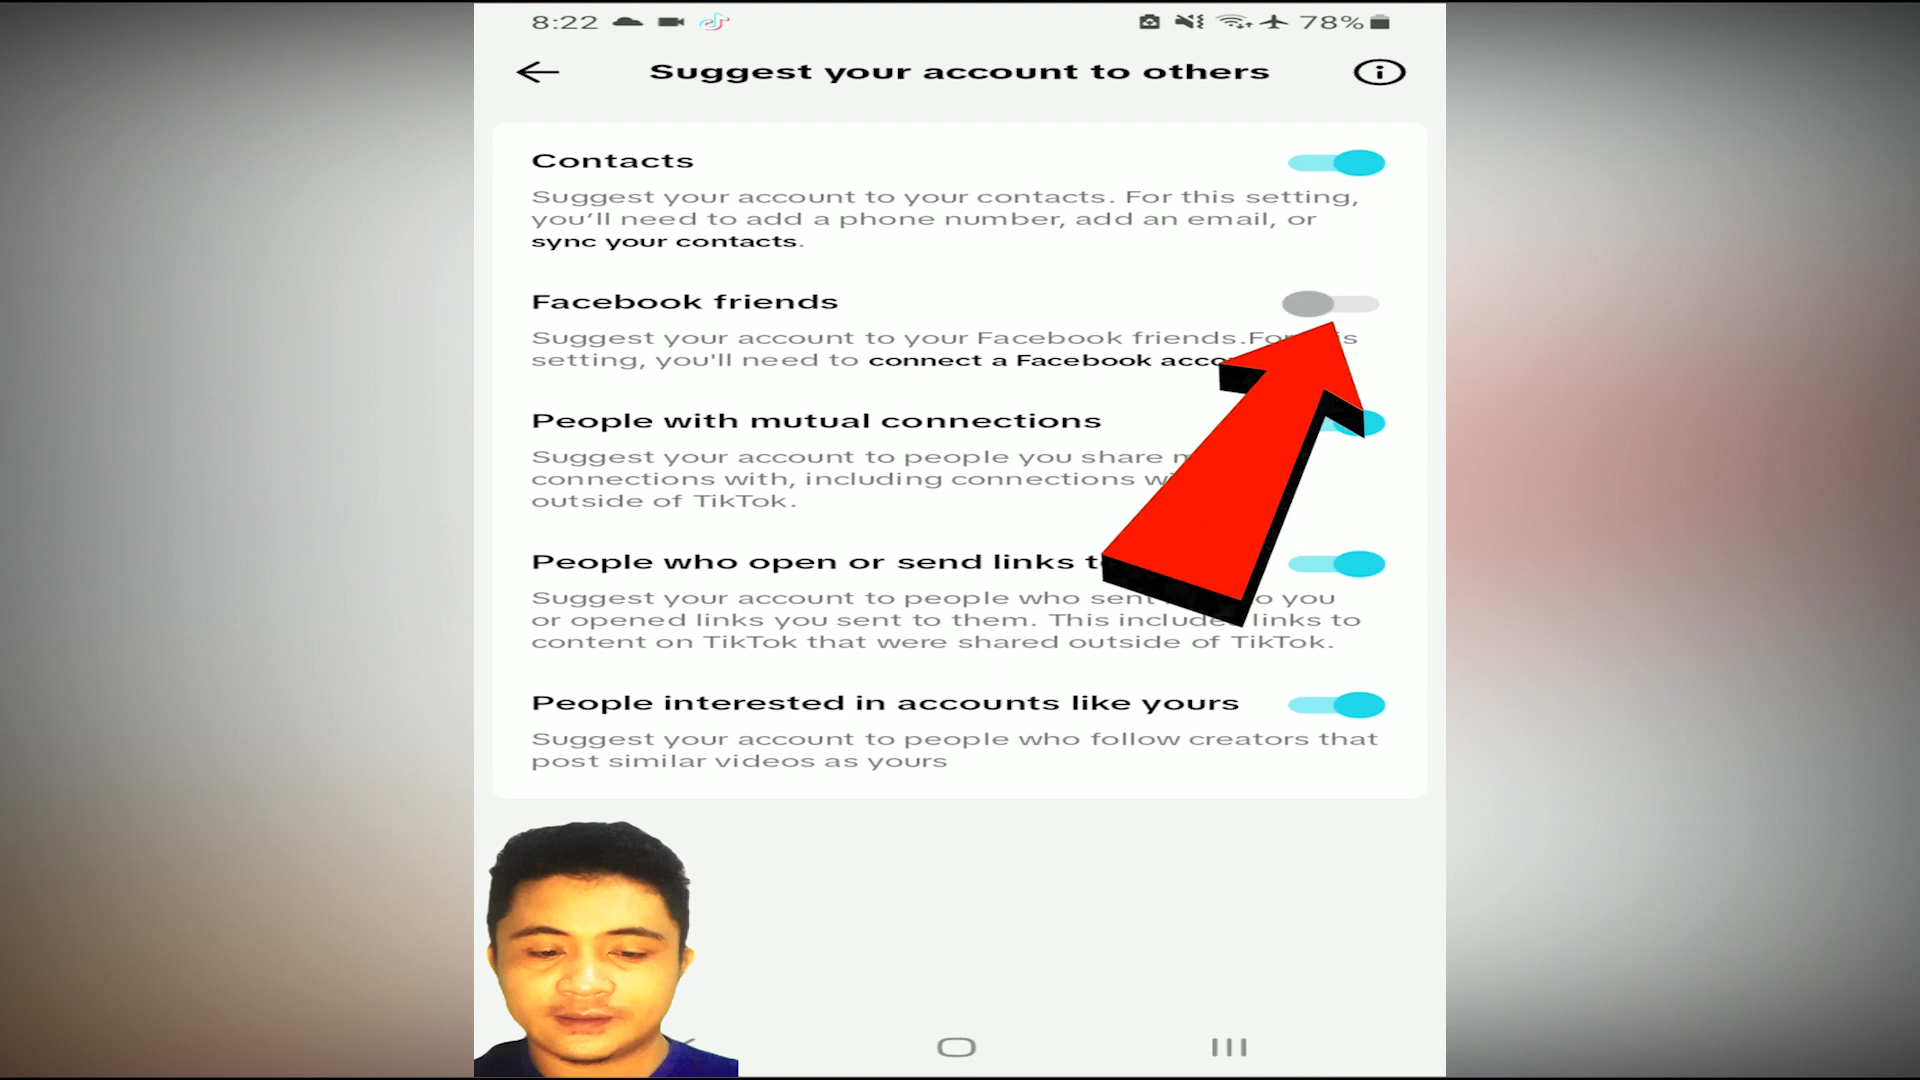 8:22 78%
Suggest your account to others
Contacts
Suggest your account to your contacts. For this setting,
you’ll need to add a phone number, add an email, or
sync your contacts.
Facebook friends
Suggest your account to your Facebook friends.
setting, you'll need to connect a Facebook
People with mutual connections
Suggest your account to people you share
connections with, including connections
outside of TikTok.
People who open or send links
Suggest your account to people who sent you
or opened links you sent to them. This includes links to
content on TikTok that were shared outside of TikTok.
People interested in accounts like yours
Suggest your account to people who follow creators that
post similar videos as yours